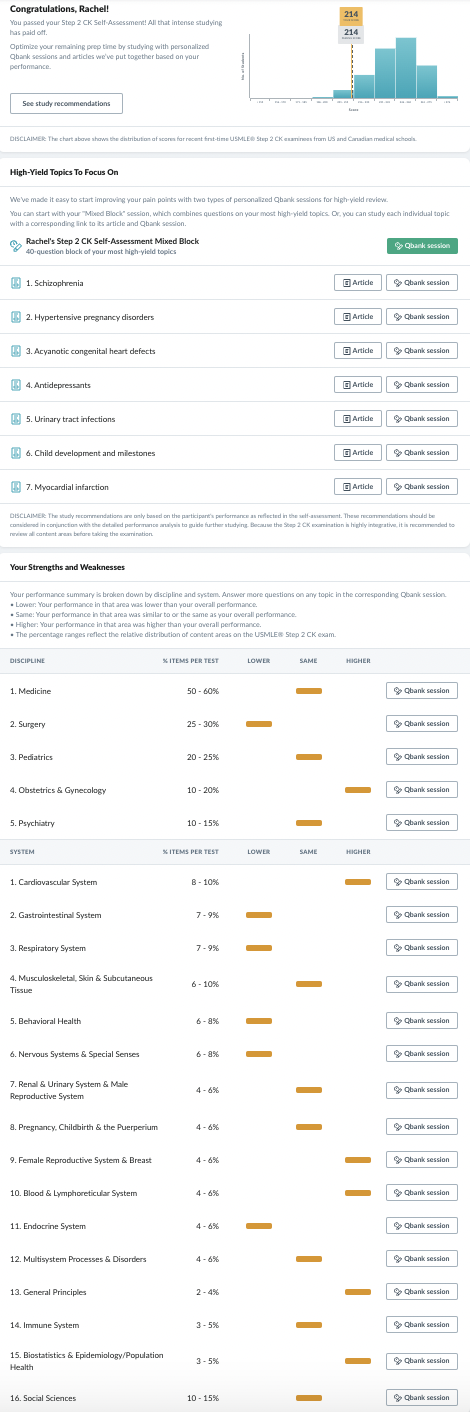 Congratulations, Rachel!
You passed your Step 2 CK Self-Assessment! All that intense studying
has paid off.
Optimize your remaining prep time by studying with personalized
Qbank sessions and articles we've put together based on your
performance.
See study recommendations
214
214
No. of Students
Score
DISCLAIMER: The chart above shows the distribution of scores for recent first-time USMLE® Step 2 CK examinees from US and Canadian medical schools.
High-Yield Topics To Focus On
We've made it easy to start improving your pain points with two types of personalized Qbank sessions for high-yield review.
You can start with your "Mixed Block" session, which combines questions on your most high-yield topics. Or, you can study each individual topic
with a corresponding link to its article and Qbank session.
Rachel's Step 2 CK Self-Assessment Mixed Block
40-question block of your most high-yield topics
Qbank session
1. Schizophrenia Article Qbank session
2. Hypertensive pregnancy disorders Article Qbank session
3. Acyanotic congenital heart defects Article Qbank session
4. Antidepressants Article Qbank session
5. Urinary tract infections Article Qbank session
6. Child development and milestones Article Qbank session
7. Myocardial infarction Article Qbank session
DISCLAIMER: The study recommendations are only based on the participant's performance as reflected in the self-assessment. These recommendations should be
considered in conjunction with the detailed performance analysis to guide further studying. Because the Step 2 CK examination is highly integrative, it is recommended to
review all content areas before taking the examination.
Your Strengths and Weaknesses
Your performance summary is broken down by discipline and system. Answer more questions on any topic in the corresponding Qbank session.
• Lower: Your performance in that area was lower than your overall performance.
• Same: Your performance in that area was similar to or the same as your overall performance.
• Higher: Your performance in that area was higher than your overall performance.
• The percentage ranges reflect the relative distribution of content areas on the USMLE® Step 2 CK exam.
DISCIPLINE % ITEMS PER TEST LOWER SAME HIGHER
1. Medicine 50 - 60% Qbank session
2. Surgery 25 - 30% Qbank session
3. Pediatrics 20 - 25% Qbank session
4. Obstetrics & Gynecology 10 - 20% Qbank session
5. Psychiatry 10 - 15% Qbank session
SYSTEM % ITEMS PER TEST LOWER SAME HIGHER
1. Cardiovascular System 8 - 10% Qbank session
2. Gastrointestinal System 7 - 9% Qbank session
3. Respiratory System 7 - 9% Qbank session
4. Musculoskeletal, Skin & Subcutaneous
Tissue 6 - 10% Qbank session
5. Behavioral Health 6 - 8% Qbank session
6. Nervous Systems & Special Senses 6 - 8% Qbank session
7. Renal & Urinary System & Male
Reproductive System 4 - 6% Qbank session
8. Pregnancy, Childbirth & the Puerperium 4 - 6% Qbank session
9. Female Reproductive System & Breast 4 - 6% Qbank session
10. Blood & Lymphoreticular System 4 - 6% Qbank session
11. Endocrine System 4 - 6% Qbank session
12. Multisystem Processes & Disorders 4 - 6% Qbank session
13. General Principles 2 - 4% Qbank session
14. Immune System 3 - 5% Qbank session
15. Biostatistics & Epidemiology/Population
Health 3 - 5% Qbank session
16. Social Sciences 10 - 15% Qbank session